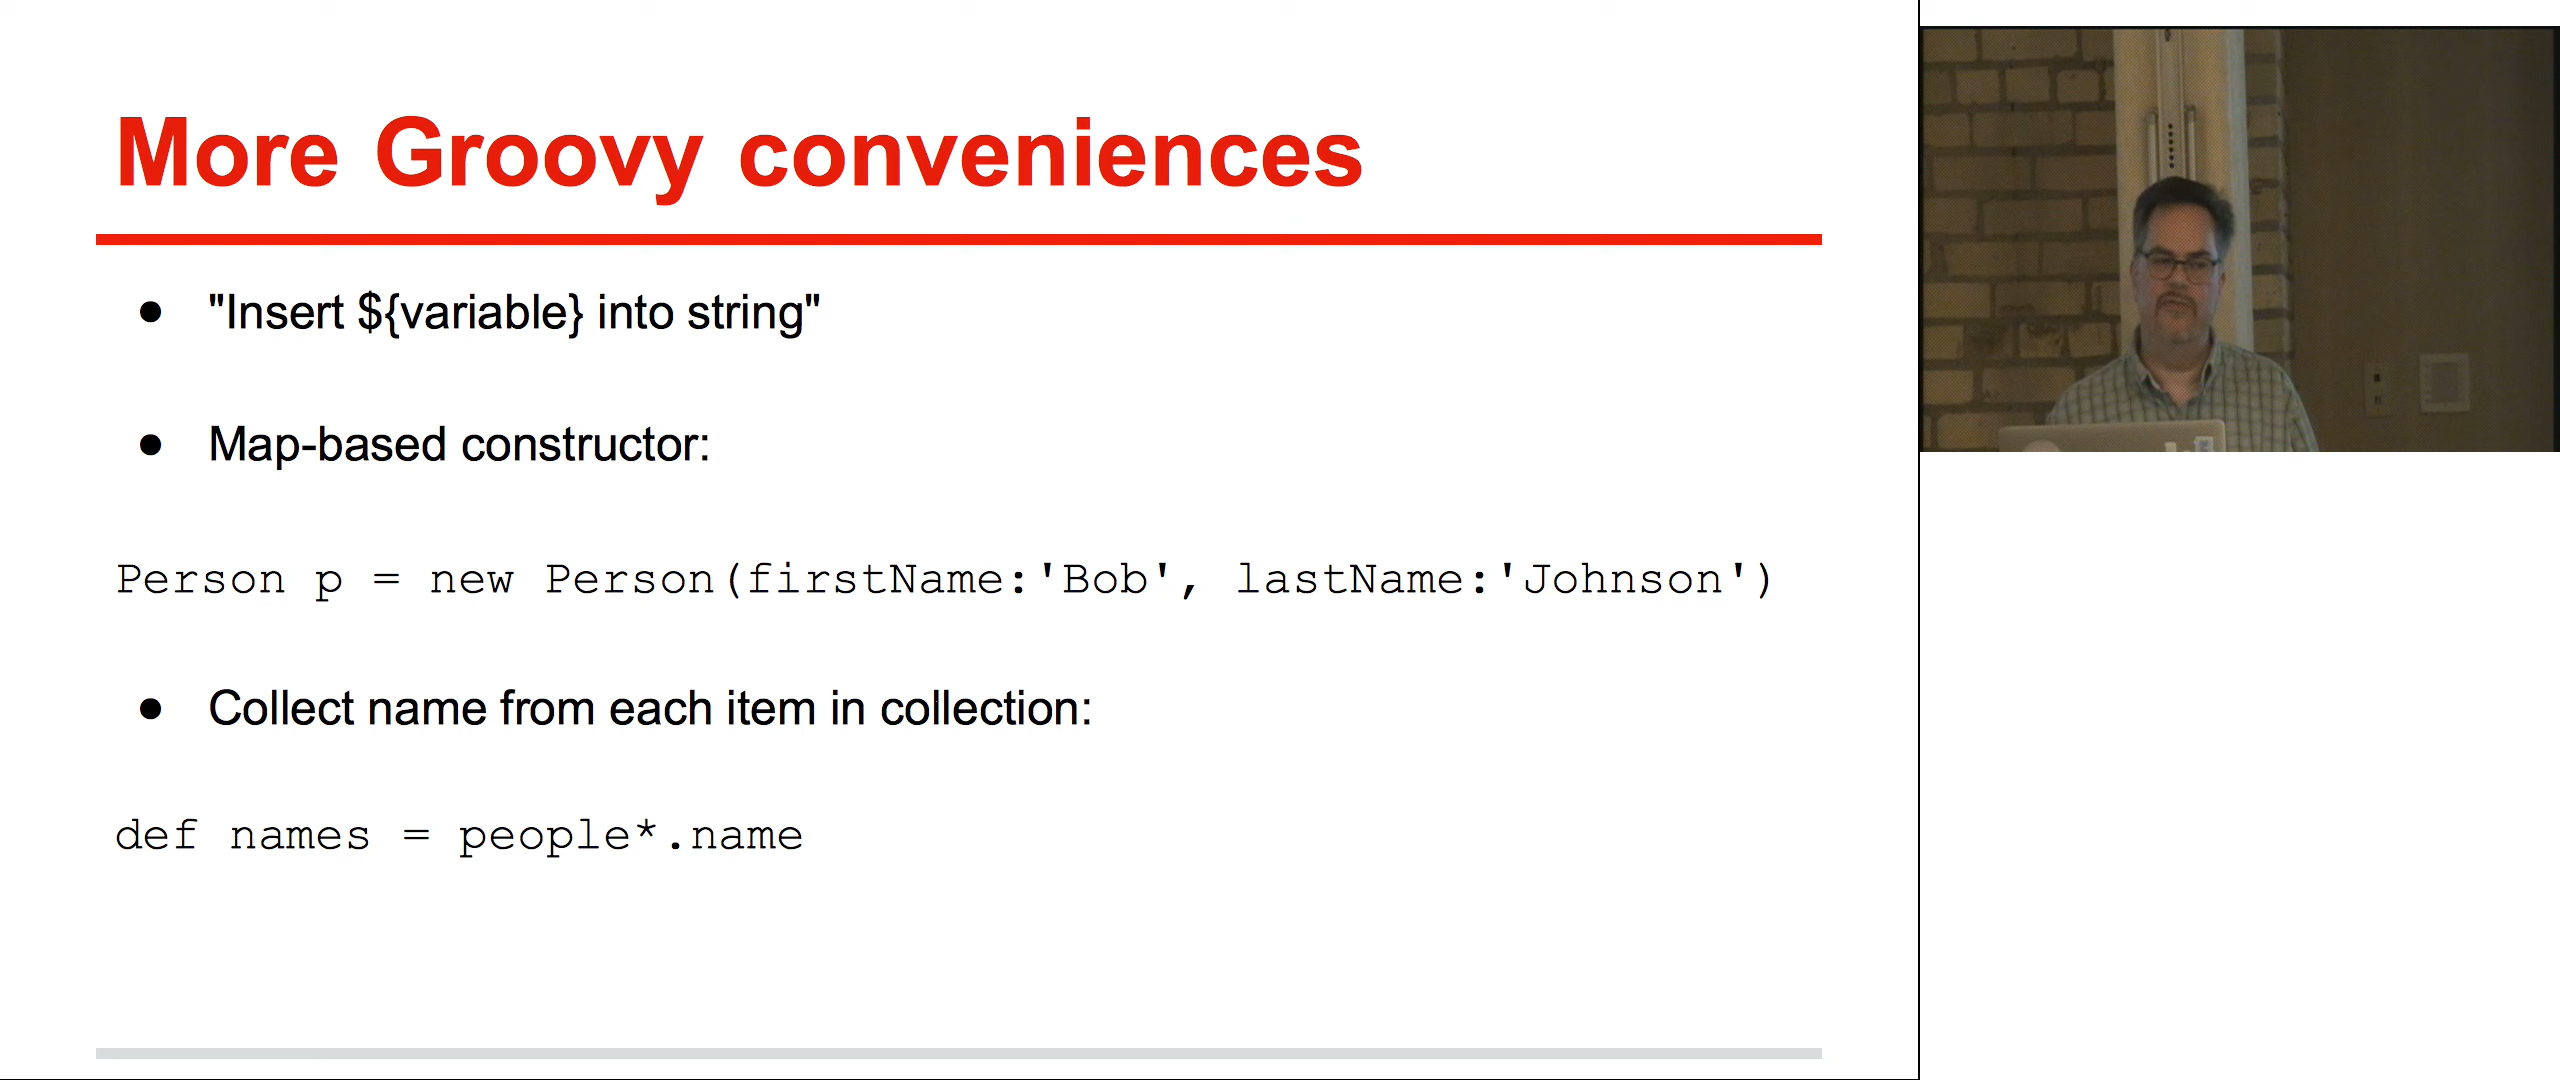 More Groovy conveniences
● "Insert ${variable} into string"
● Map-based constructor:
Person p = new Person(firstName:'Bob', lastName:'Johnson')
● Collect name from each item in collection:
def names = people*.name